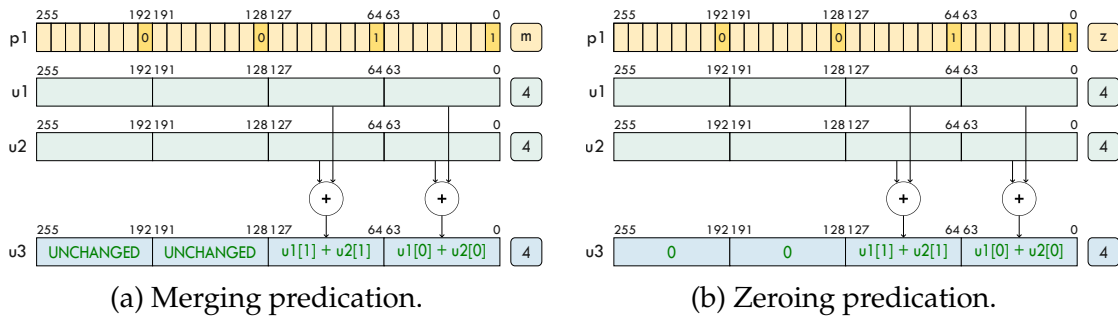 255 192 191 128 127 64 63 0
p1 0 0 1 1 m
255 192 191 128 127 64 63 0
u1 4
255 192 191 128 127 64 63 0
u2 4
+ +
255 192 191 128 127 64 63 0
u3 UNCHANGED UNCHANGED u1[1] + u2[1] u1[0] + u2[0] 4
(a) Merging predication.
255 192 191 128 127 64 63 0
p1 0 0 1 1 z
255 192 191 128 127 64 63 0
u1 4
255 192 191 128 127 64 63 0
u2 4
+ +
255 192 191 128 127 64 63 0
u3 0 0 u1[1] + u2[1] u1[0] + u2[0] 4
(b) Zeroing predication.